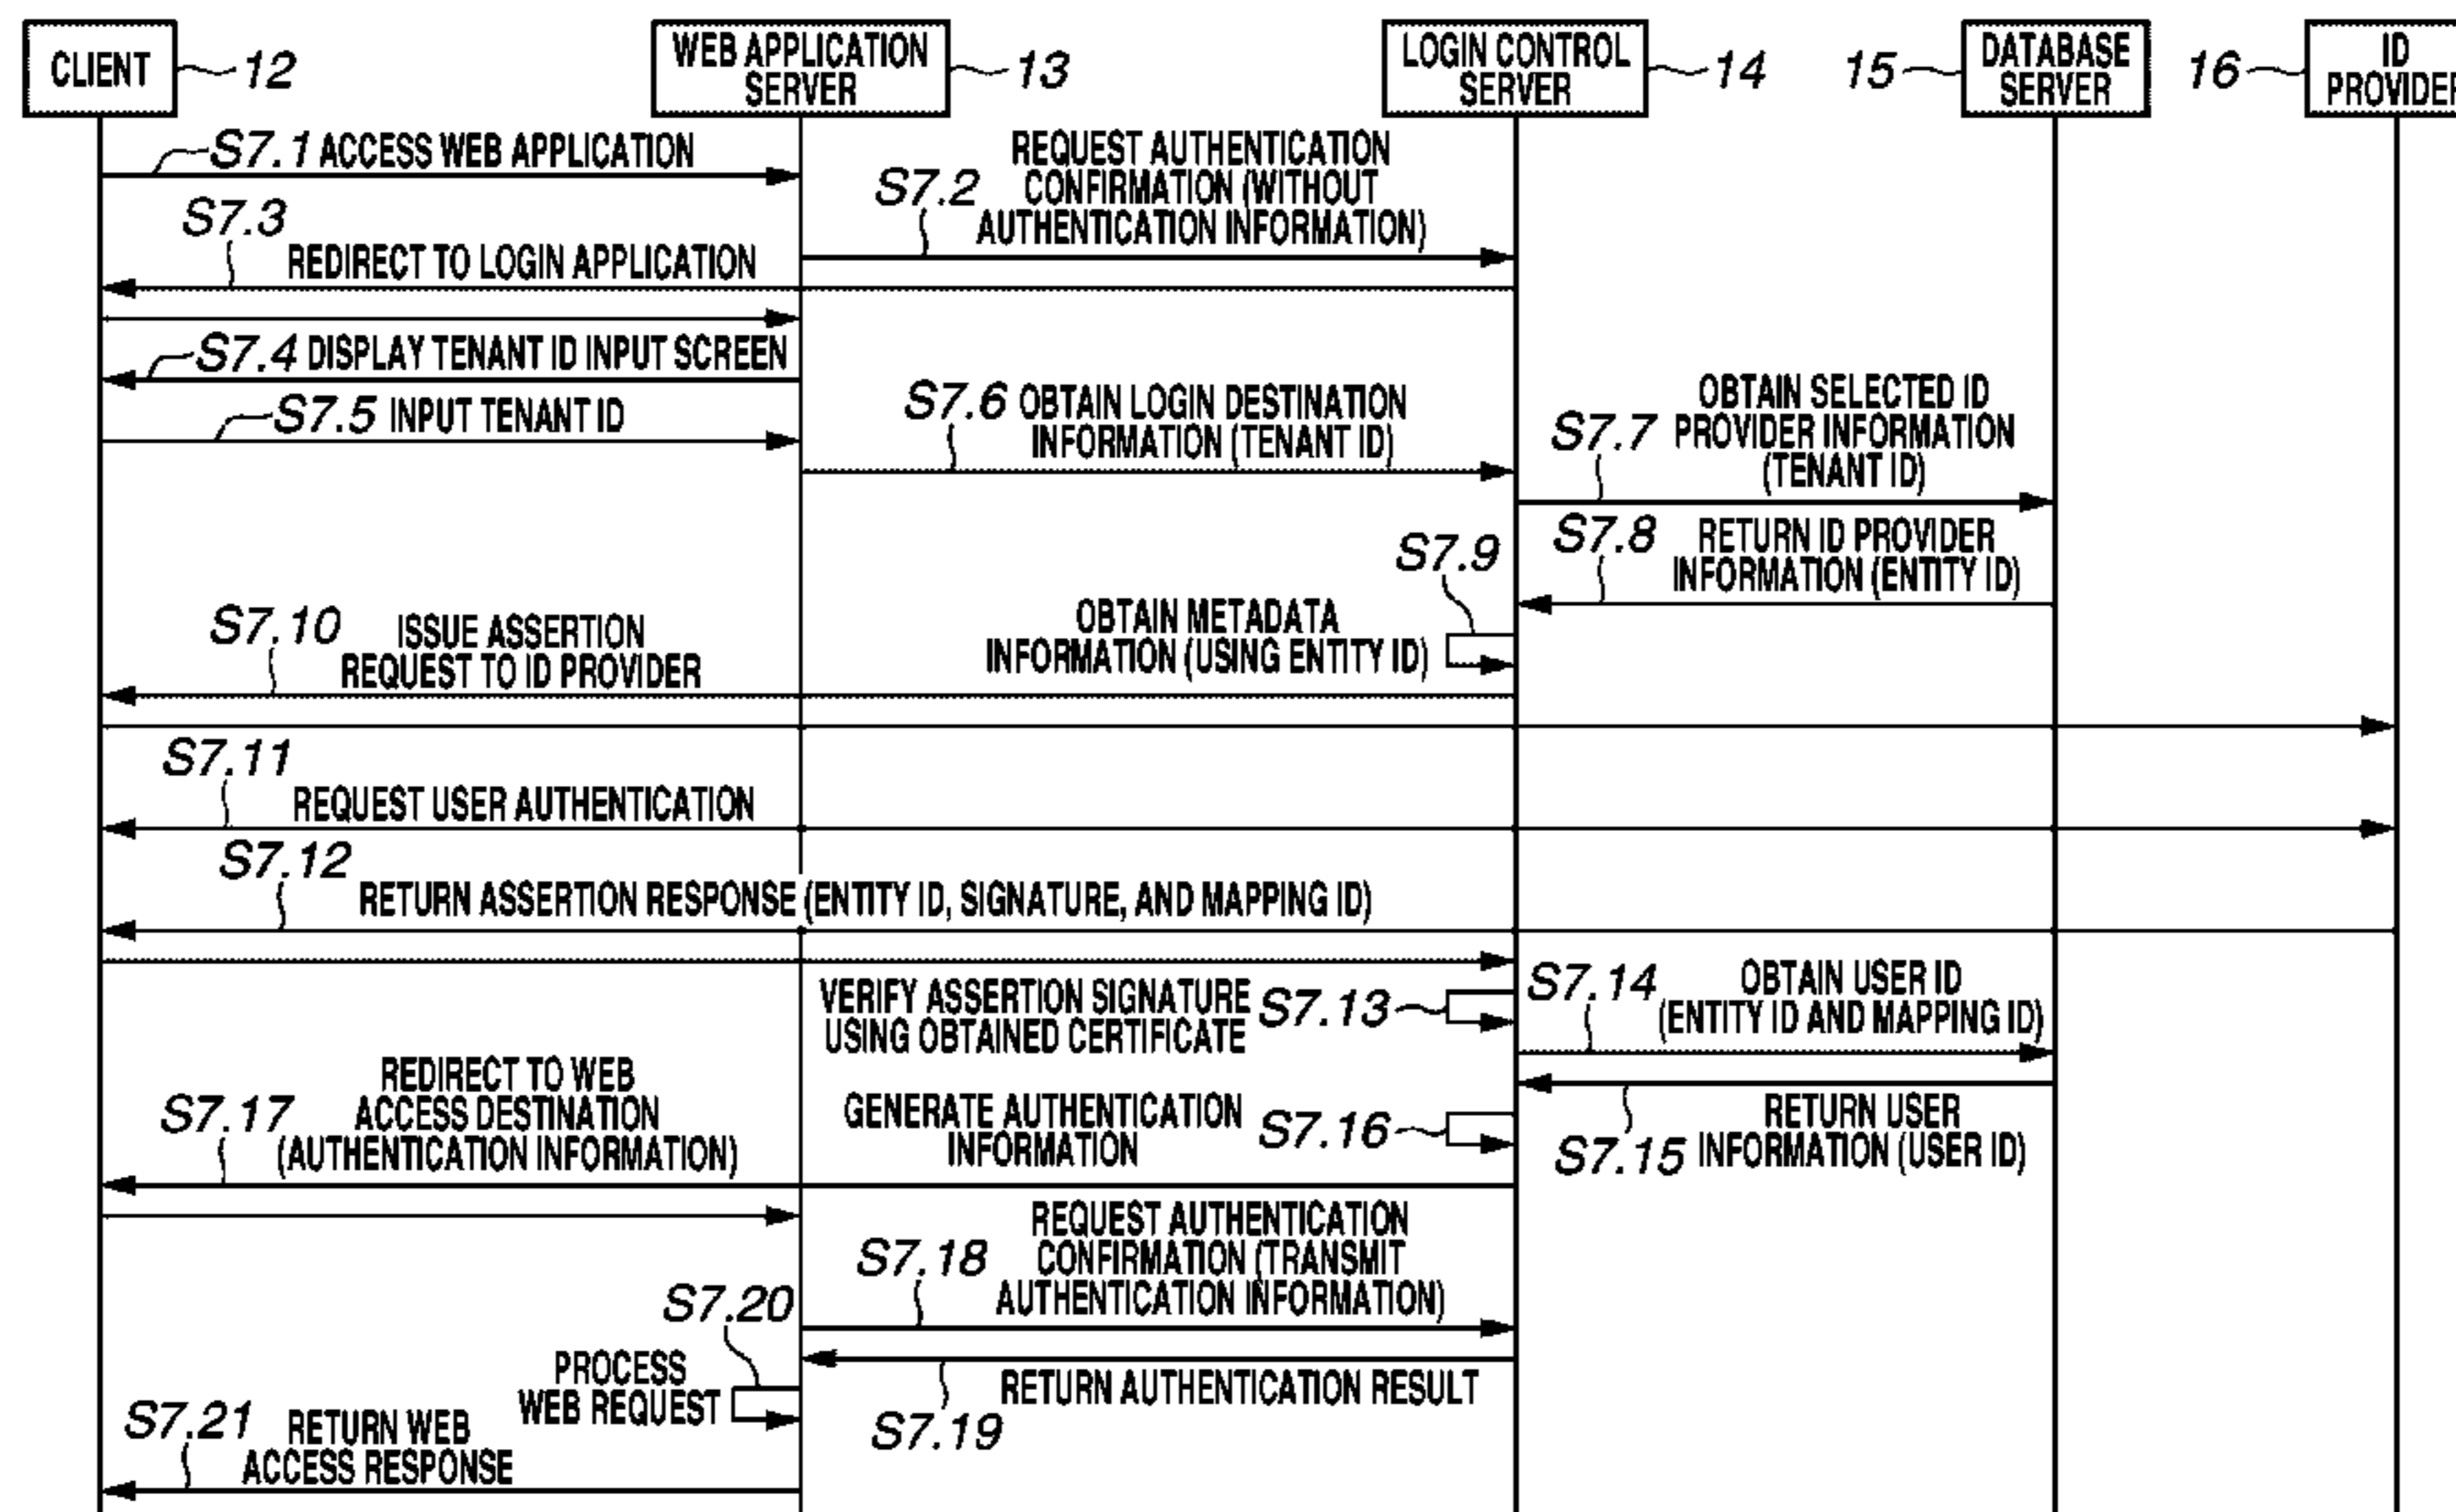 CLIENT
12
WEB APPLICATION
SERVER
13
LOGIN CONTROL
SERVER
14
15
DATABASE
SERVER
16
ID
PROVIDER
S7.1 ACCESS WEB APPLICATION
REQUEST AUTHENTICATION
CONFIRMATION (WITHOUT
AUTHENTICATION INFORMATION)
S7.2
S7.3
REDIRECT TO LOGIN APPLICATION
S7.4 DISPLAY TENANT ID INPUT SCREEN
S7.5 INPUT TENANT ID
S7.6 OBTAIN LOGIN DESTINATION
INFORMATION (TENANT ID)
OBTAIN SELECTED ID
S7.7 PROVIDER INFORMATION
(TENANT ID)
S7.8 RETURN ID PROVIDER
INFORMATION (ENTITY ID)
S7.9
OBTAIN METADATA
INFORMATION (USING ENTITY ID)
S7.10 ISSUE ASSERTION
REQUEST TO ID PROVIDER
S7.11
REQUEST USER AUTHENTICATION
S7.12
RETURN ASSERTION RESPONSE (ENTITY ID, SIGNATURE, AND MAPPING ID)
VERIFY ASSERTION SIGNATURE
USING OBTAINED CERTIFICATE
S7.13
S7.14 OBTAIN USER ID
(ENTITY ID AND MAPPING ID)
RETURN USER
S7.15 INFORMATION (USER ID)
GENERATE AUTHENTICATION
INFORMATION
S7.16
REDIRECT TO WEB
S7.17 ACCESS DESTINATION
(AUTHENTICATION INFORMATION)
REQUEST AUTHENTICATION
S7.18 CONFIRMATION (TRANSMIT
AUTHENTICATION INFORMATION)
RETURN AUTHENTICATION RESULT
S7.19
S7.20
PROCESS
WEB REQUEST
S7.21 RETURN WEB
ACCESS RESPONSE